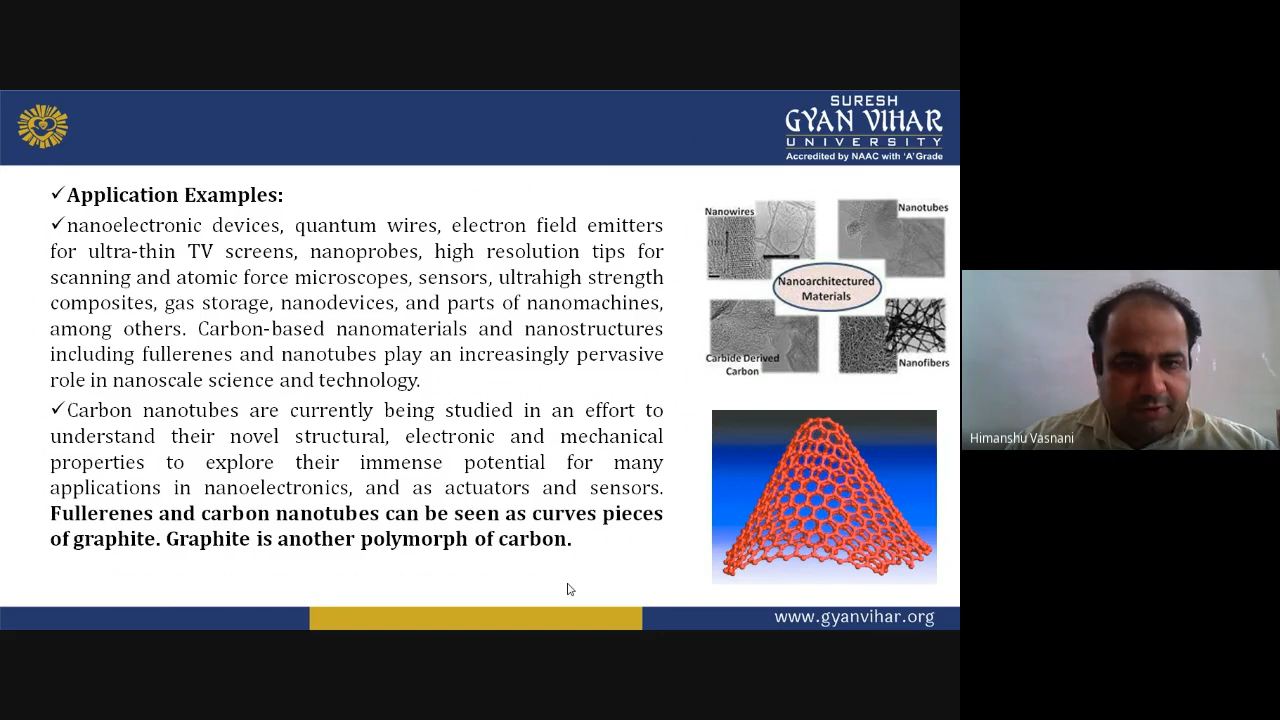 SURESH
GYAN VIHAR
UNIVERSITY
Accredited by NAAC with 'A' Grade
✓Application Examples:
✓nanoelectronic devices, quantum wires, electron field emitters
for ultra-thin TV screens, nanoprobes, high resolution tips for
scanning and atomic force microscopes, sensors, ultrahigh strength
composites, gas storage, nanodevices, and parts of nanomachines,
among others. Carbon-based nanomaterials and nanostructures
including fullerenes and nanotubes play an increasingly pervasive
role in nanoscale science and technology.
✓Carbon nanotubes are currently being studied in an effort to
understand their novel structural, electronic and mechanical
properties to explore their immense potential for many
applications in nanoelectronics, and as actuators and sensors.
Fullerenes and carbon nanotubes can be seen as curves pieces
of graphite. Graphite is another polymorph of carbon.
Nanowires
Nanotubes
Nanoarchitectured
Materials
Carbide Derived
Carbon
Nanofibers
www.gyanvihar.org
Himanshu Vasnani